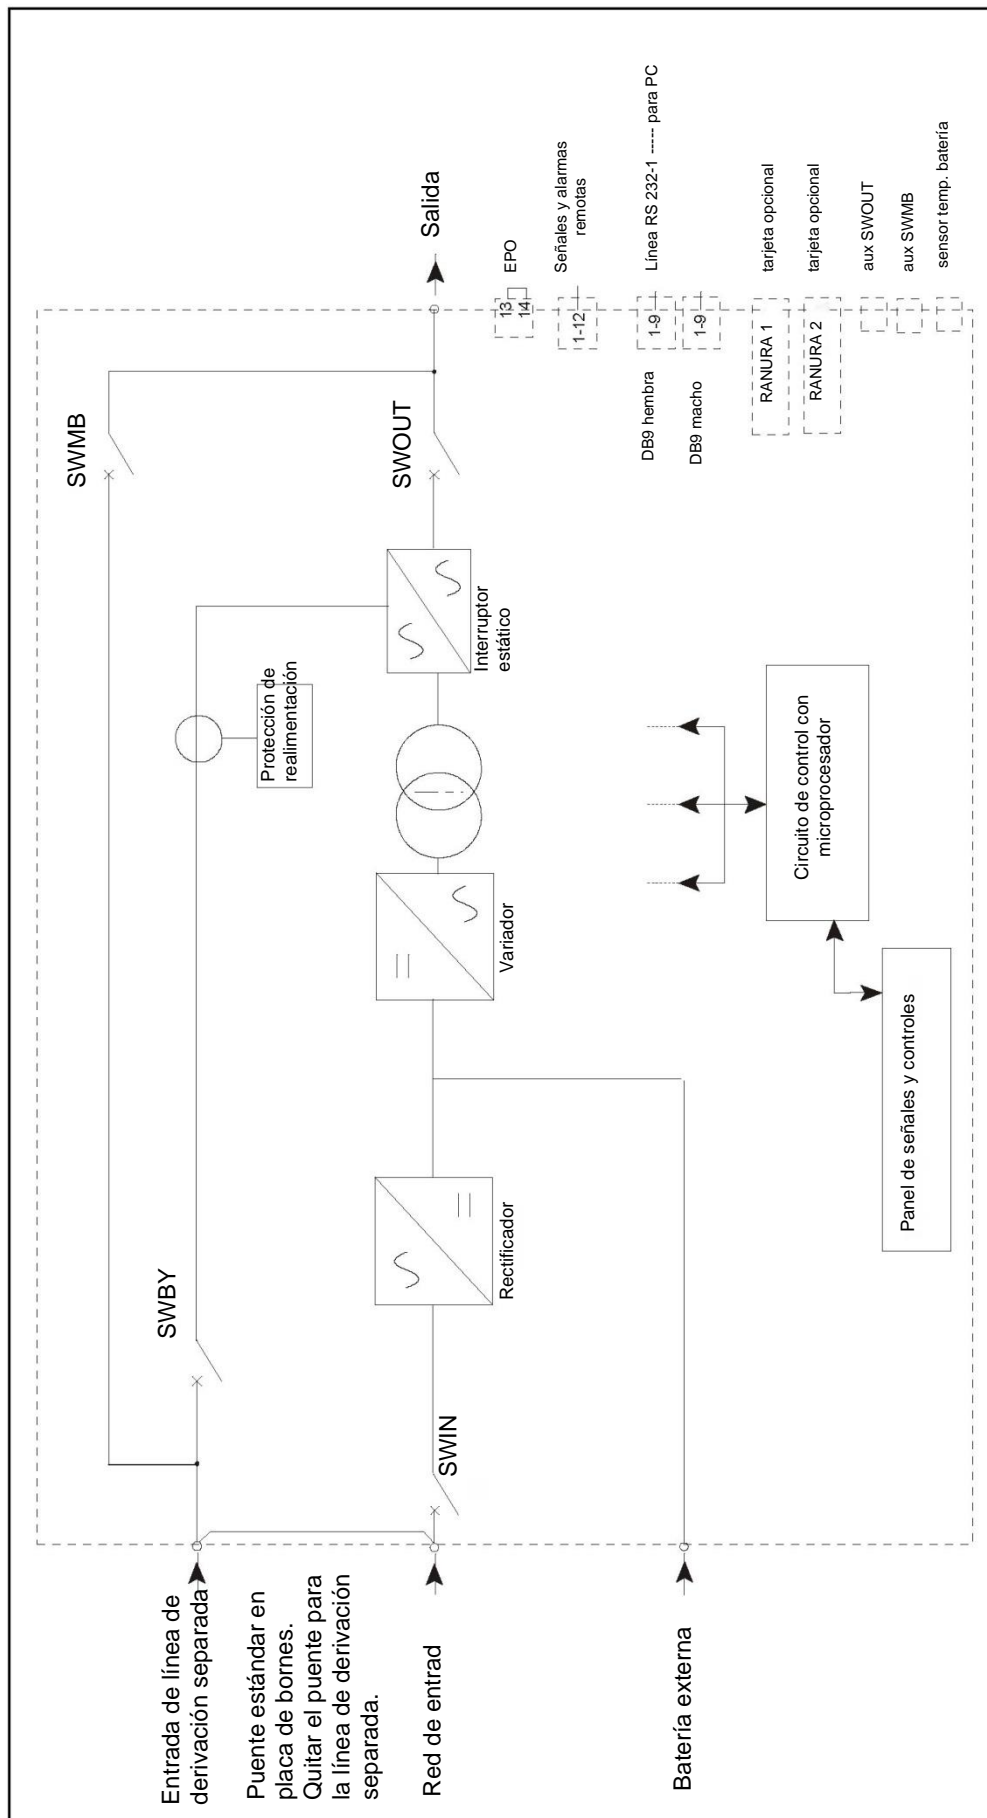 Entrada de línea de
derivación separada
Puente estándar en
placa de bornes.
Quitar el puente para
la línea de derivación
separada.
Red de entrad
Batería externa
SWBY
SWIN
SWMB
SWOUT
Salida
Protección de
realimentación
Interruptor
estático
Variador
Rectificador
Circuito de control con
microprocesador
Panel de señales y controles
13
14
EPO
1-12
Señales y alarmas
remotas
DB9 hembra
1-9
Línea RS 232-1 ----- para PC
DB9 macho
1-9
RANURA 1
tarjeta opcional
RANURA 2
tarjeta opcional
aux SWOUT
aux SWMB
sensor temp. batería